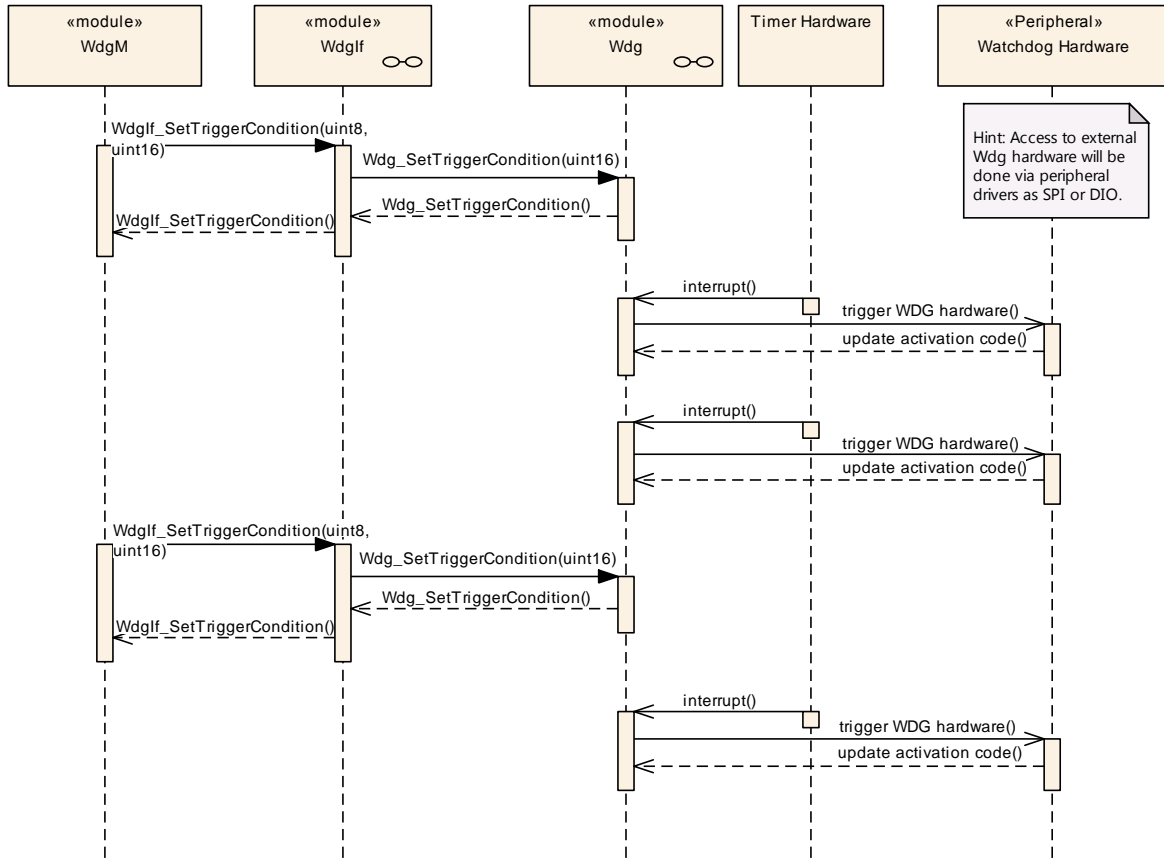 «module»
WdgM
«module»
WdgIf
«module»
Wdg
Timer Hardware
«Peripheral»
Watchdog Hardware
Hint: Access to external
Wdg hardware will be
done via peripheral
drivers as SPI or DIO.
WdgIf_SetTriggerCondition(uint8,
uint16)
Wdg_SetTriggerCondition(uint16)
Wdg_SetTriggerCondition()
WdgIf_SetTriggerCondition()
interrupt()
trigger WDG hardware()
update activation code()
interrupt()
trigger WDG hardware()
update activation code()
WdgIf_SetTriggerCondition(uint8,
uint16)
Wdg_SetTriggerCondition(uint16)
Wdg_SetTriggerCondition()
WdgIf_SetTriggerCondition()
interrupt()
trigger WDG hardware()
update activation code()